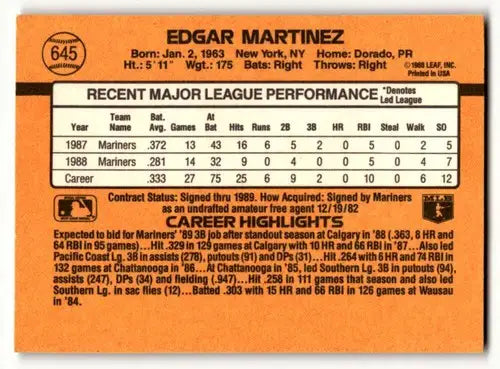 645
EDGAR MARTINEZ
Born: Jan. 2, 1963 New York, NY Home: Dorado, PR
Ht.: 5' 11" Wgt.: 175 Bats: Right Throws: Right
©1988 LEAF, INC.
Printed in USA
RECENT MAJOR LEAGUE PERFORMANCE
*Denotes
Led League
Year Team Name Bat. Avg. Games At Bat Hits Runs 2B 3B HR RBI Steal Walk SO
1987 Mariners .372 13 43 16 6 5 2 0 5 0 2 5
1988 Mariners .281 14 32 9 0 4 0 0 5 0 4 7
Career .333 27 75 25 6 9 2 0 10 0 6 12
Contract Status: Signed thru 1989. How Acquired: Signed by Mariners
as an undrafted amateur free agent 12/19/82
MLB
CAREER HIGHLIGHTS
Expected to bid for Mariners' '89 3B job after standout season at Calgary in '88 (.363, 8 HR and
64 RBI in 95 games)...Hit .329 in 129 games at Calgary with 10 HR and 66 RBI in '87...Also led
Pacific Coast Lg. 3B in assists (278), putouts (91) and DPs (31)...Hit .264 with 6 HR and 74 RBI in
132 games at Chattanooga in '86...At Chattanooga in '85, led Southern Lg. 3B in putouts (94),
assists (247), DPs (34) and fielding (.947)...Hit .258 in 111 games that season and also led
Southern Lg. in sac flies (12)...Batted .303 with 15 HR and 66 RBI in 126 games at Wausau
in '84.